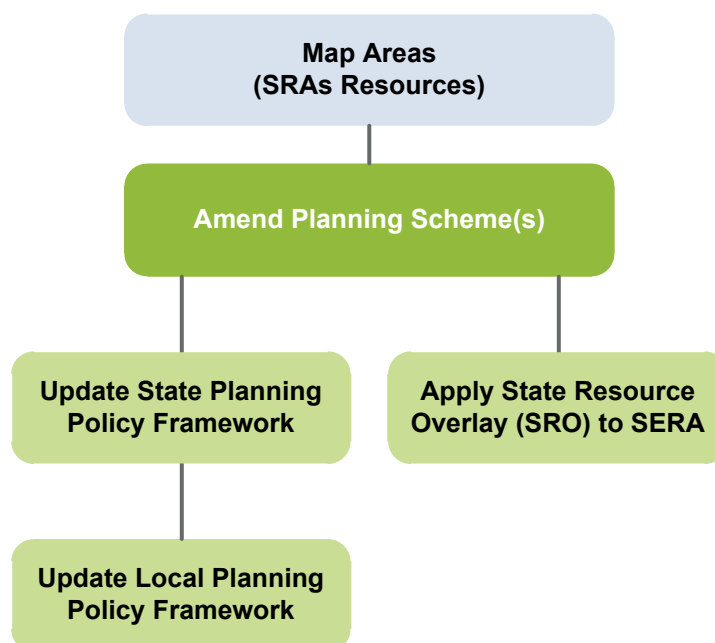 Map Areas
(SRAs Resources)
Amend Planning Scheme(s)
Update State Planning
Policy Framework
Apply State Resource
Overlay (SRO) to SERA
Update Local Planning
Policy Framework